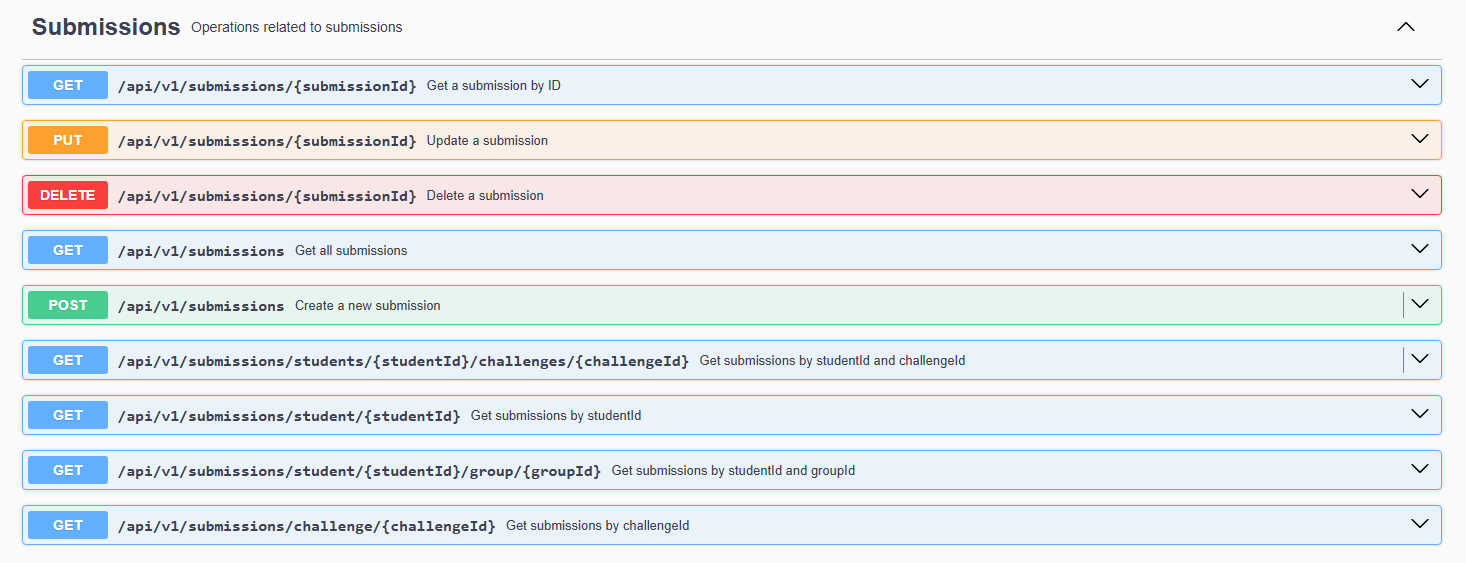 Submissions Operations related to submissions
GET /api/v1/submissions/{submissionId} Get a submission by ID
PUT /api/v1/submissions/{submissionId} Update a submission
DELETE /api/v1/submissions/{submissionId} Delete a submission
GET /api/v1/submissions Get all submissions
POST /api/v1/submissions Create a new submission
GET /api/v1/submissions/students/{studentId}/challenges/{challengeId} Get submissions by studentId and challengeId
GET /api/v1/submissions/student/{studentId} Get submissions by studentId
GET /api/v1/submissions/student/{studentId}/group/{groupId} Get submissions by studentId and groupId
GET /api/v1/submissions/challenge/{challengeId} Get submissions by challengeId